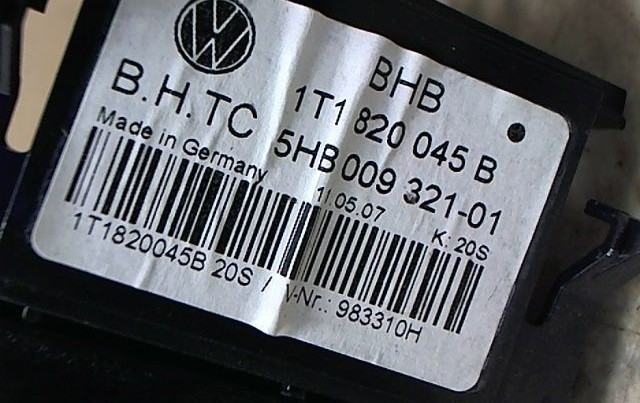 BHB
B.H.TC 1T1 820 045 B
Made in Germany 5HB 009 321-01
11.05.07 K: 20S
1T1820045B 20S / V-Nr.: 983310H